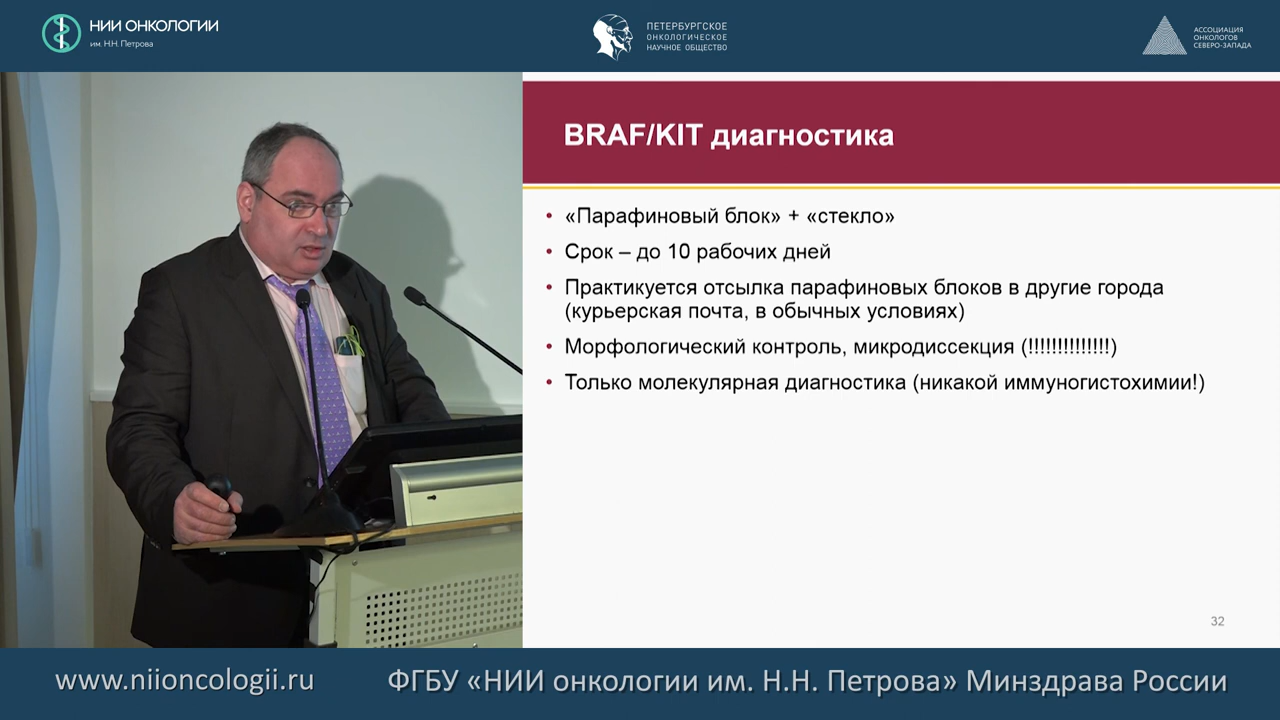 НИИ ОНКОЛОГИИ
им. Н.Н. Петрова
ПЕТЕРБУРГСКОЕ
ОНКОЛОГИЧЕСКОЕ
НАУЧНОЕ ОБЩЕСТВО
АССОЦИАЦИЯ
ОНКОЛОГОВ
СЕВЕРО-ЗАПАДА
BRAF/KIT диагностика
• «Парафиновый блок» + «стекло»
• Срок – до 10 рабочих дней
• Практикуется отсылка парафиновых блоков в другие города
(курьерская почта, в обычных условиях)
• Морфологический контроль, микродиссекция (!!!!!!!!!!!!!!)
• Только молекулярная диагностика (никакой иммуногистохимии!)
32
www.niioncologii.ru
ФГБУ «НИИ онкологии им. Н.Н. Петрова» Минздрава России